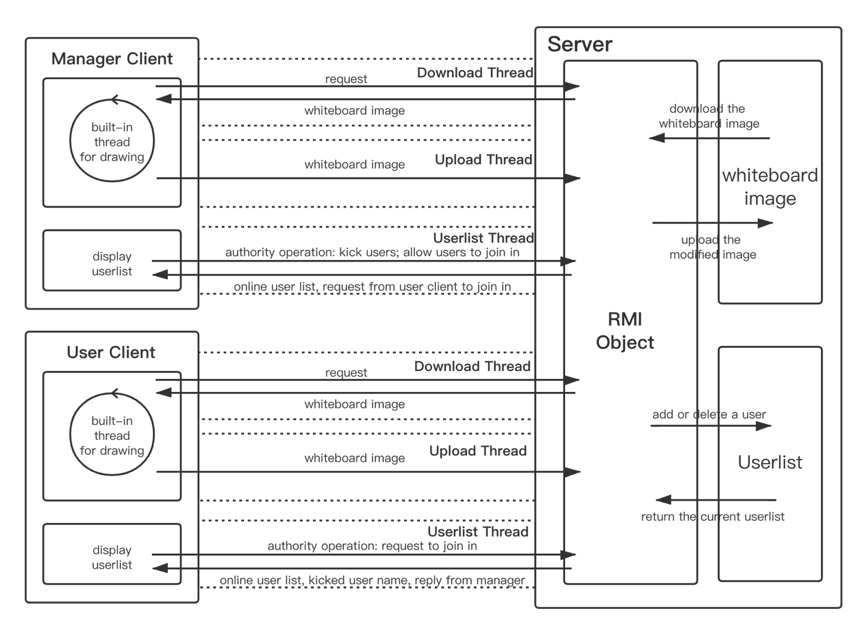 Manager Client
built-in
thread
for drawing
display
userlist
Download Thread
request
whiteboard image
whiteboard image
Upload Thread
Userlist Thread
authority operation: kick users; allow users to join in
online user list, request from user client to join in
User Client
built-in
thread
for drawing
display
userlist
Download Thread
request
whiteboard image
whiteboard image
Upload Thread
Userlist Thread
authority operation: request to join in
online user list, kicked user name, reply from manager
Server
RMI
Object
download the
whiteboard image
whiteboard
image
upload the
modified image
add or delete a user
Userlist
return the current userlist